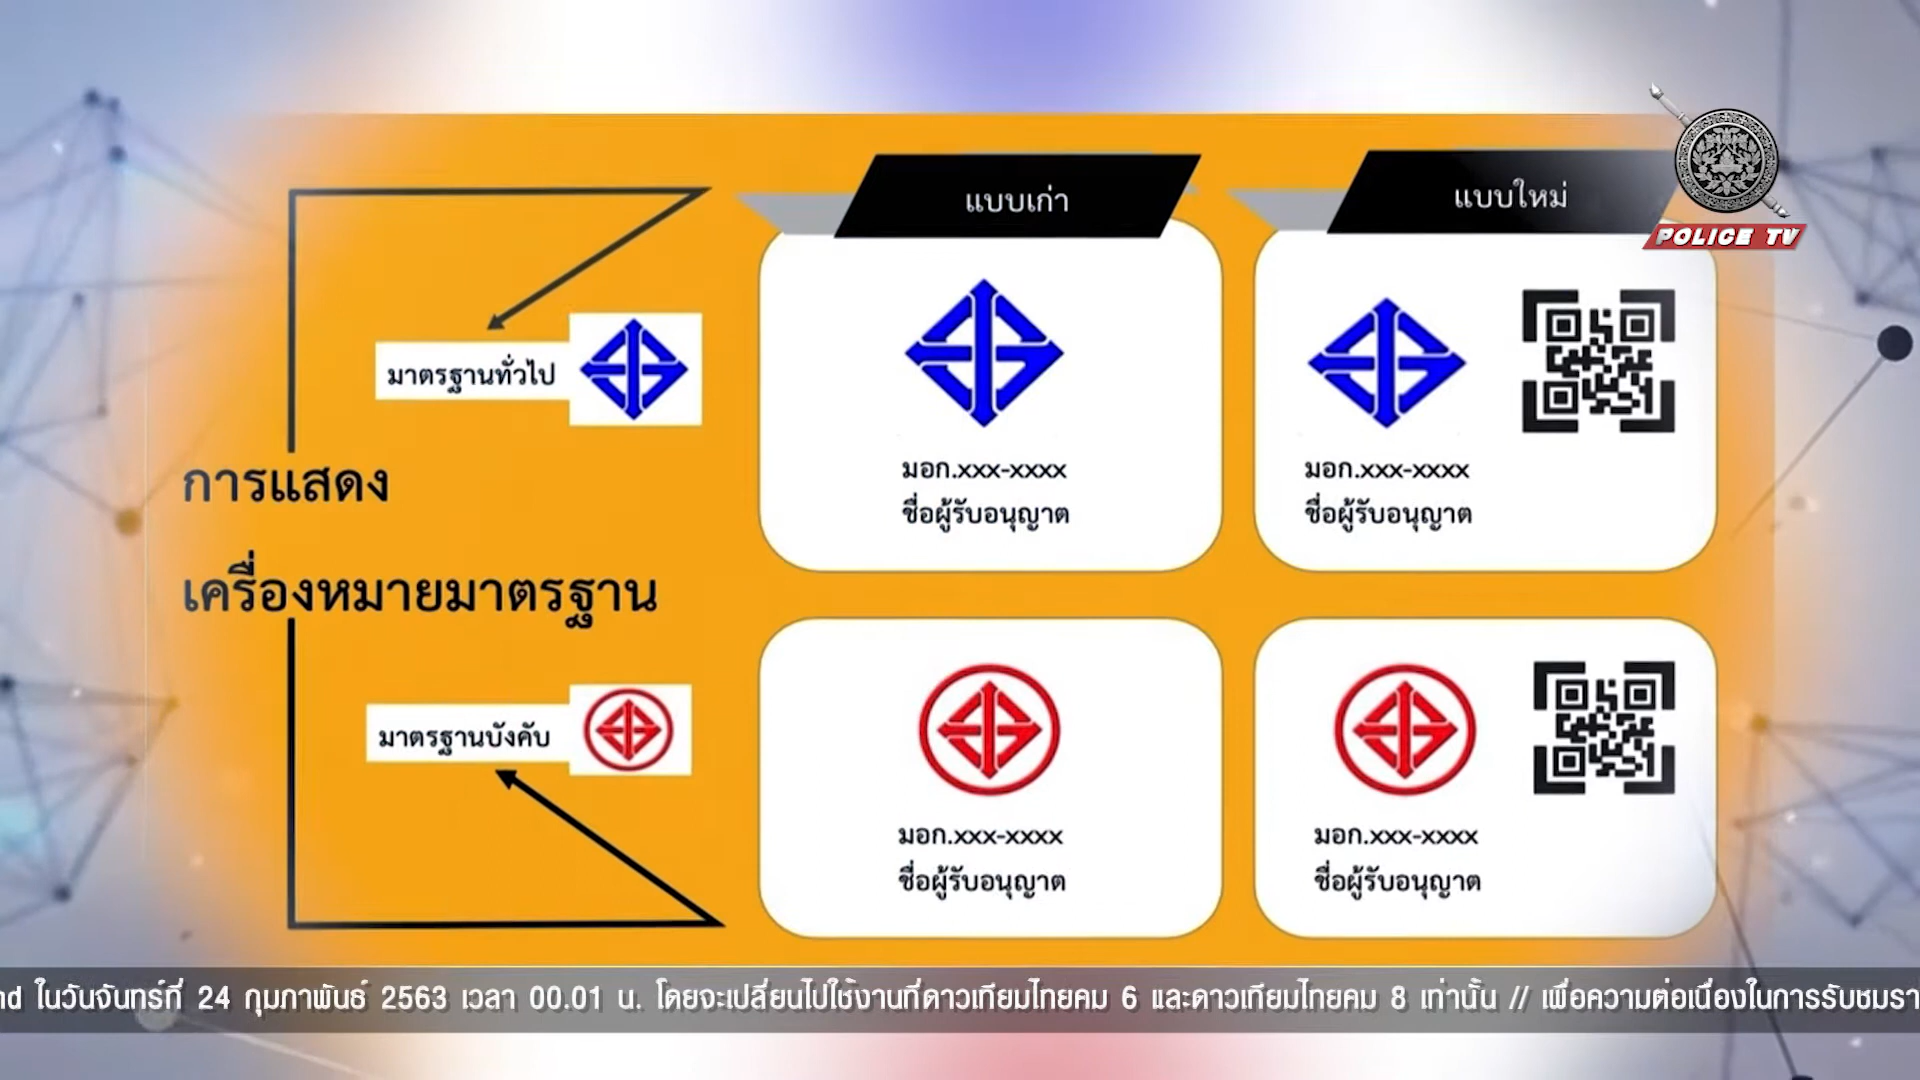 แบบเก่า
แบบใหม่
POLICE TV
มาตรฐานทั่วไป
มอก.xxx-xxxx
ชื่อผู้รับอนุญาต
มอก.xxx-xxxx
ชื่อผู้รับอนุญาต
การแสดง
เครื่องหมายมาตรฐาน
มาตรฐานบังคับ
มอก.xxx-xxxx
ชื่อผู้รับอนุญาต
มอก.xxx-xxxx
ชื่อผู้รับอนุญาต
nd ในวันจันทร์ที่ 24 กุมภาพันธ์ 2563 เวลา 00.01 น. โดยจะเปลี่ยนไปใช้งานที่ดาวเทียมไทยคม 6 และดาวเทียมไทยคม 8 เท่านั้น // เพื่อความต่อเนื่องในการรับชมรา